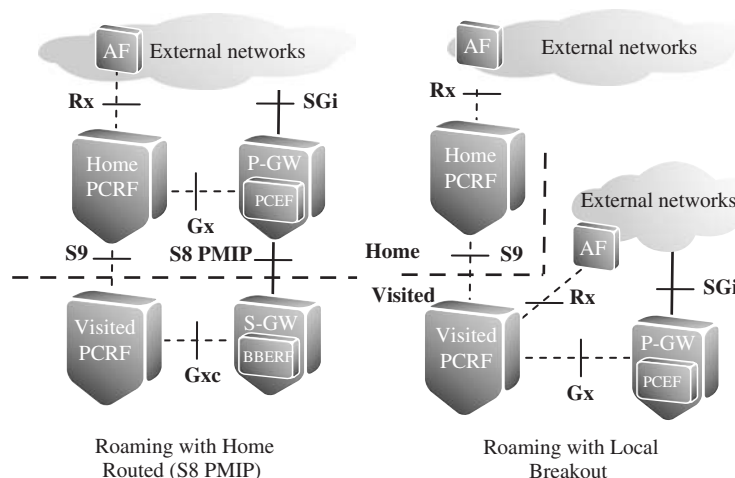 AF
External networks
Rx
SGi
Home
PCRF
P-GW
PCEF
Gx
S9
S8 PMIP
Visited
PCRF
S-GW
BBERF
Gxc
Roaming with Home
Routed (S8 PMIP)
AF
External networks
Rx
Home
PCRF
External networks
AF
Home
S9
Visited
Rx
SGi
Visited
PCRF
P-GW
PCEF
Gx
Roaming with Local
Breakout